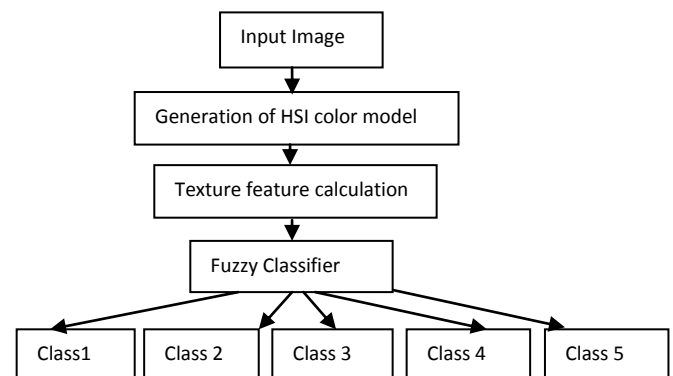 Input Image
Generation of HSI color model
Texture feature calculation
Fuzzy Classifier
Class1
Class 2
Class 3
Class 4
Class 5